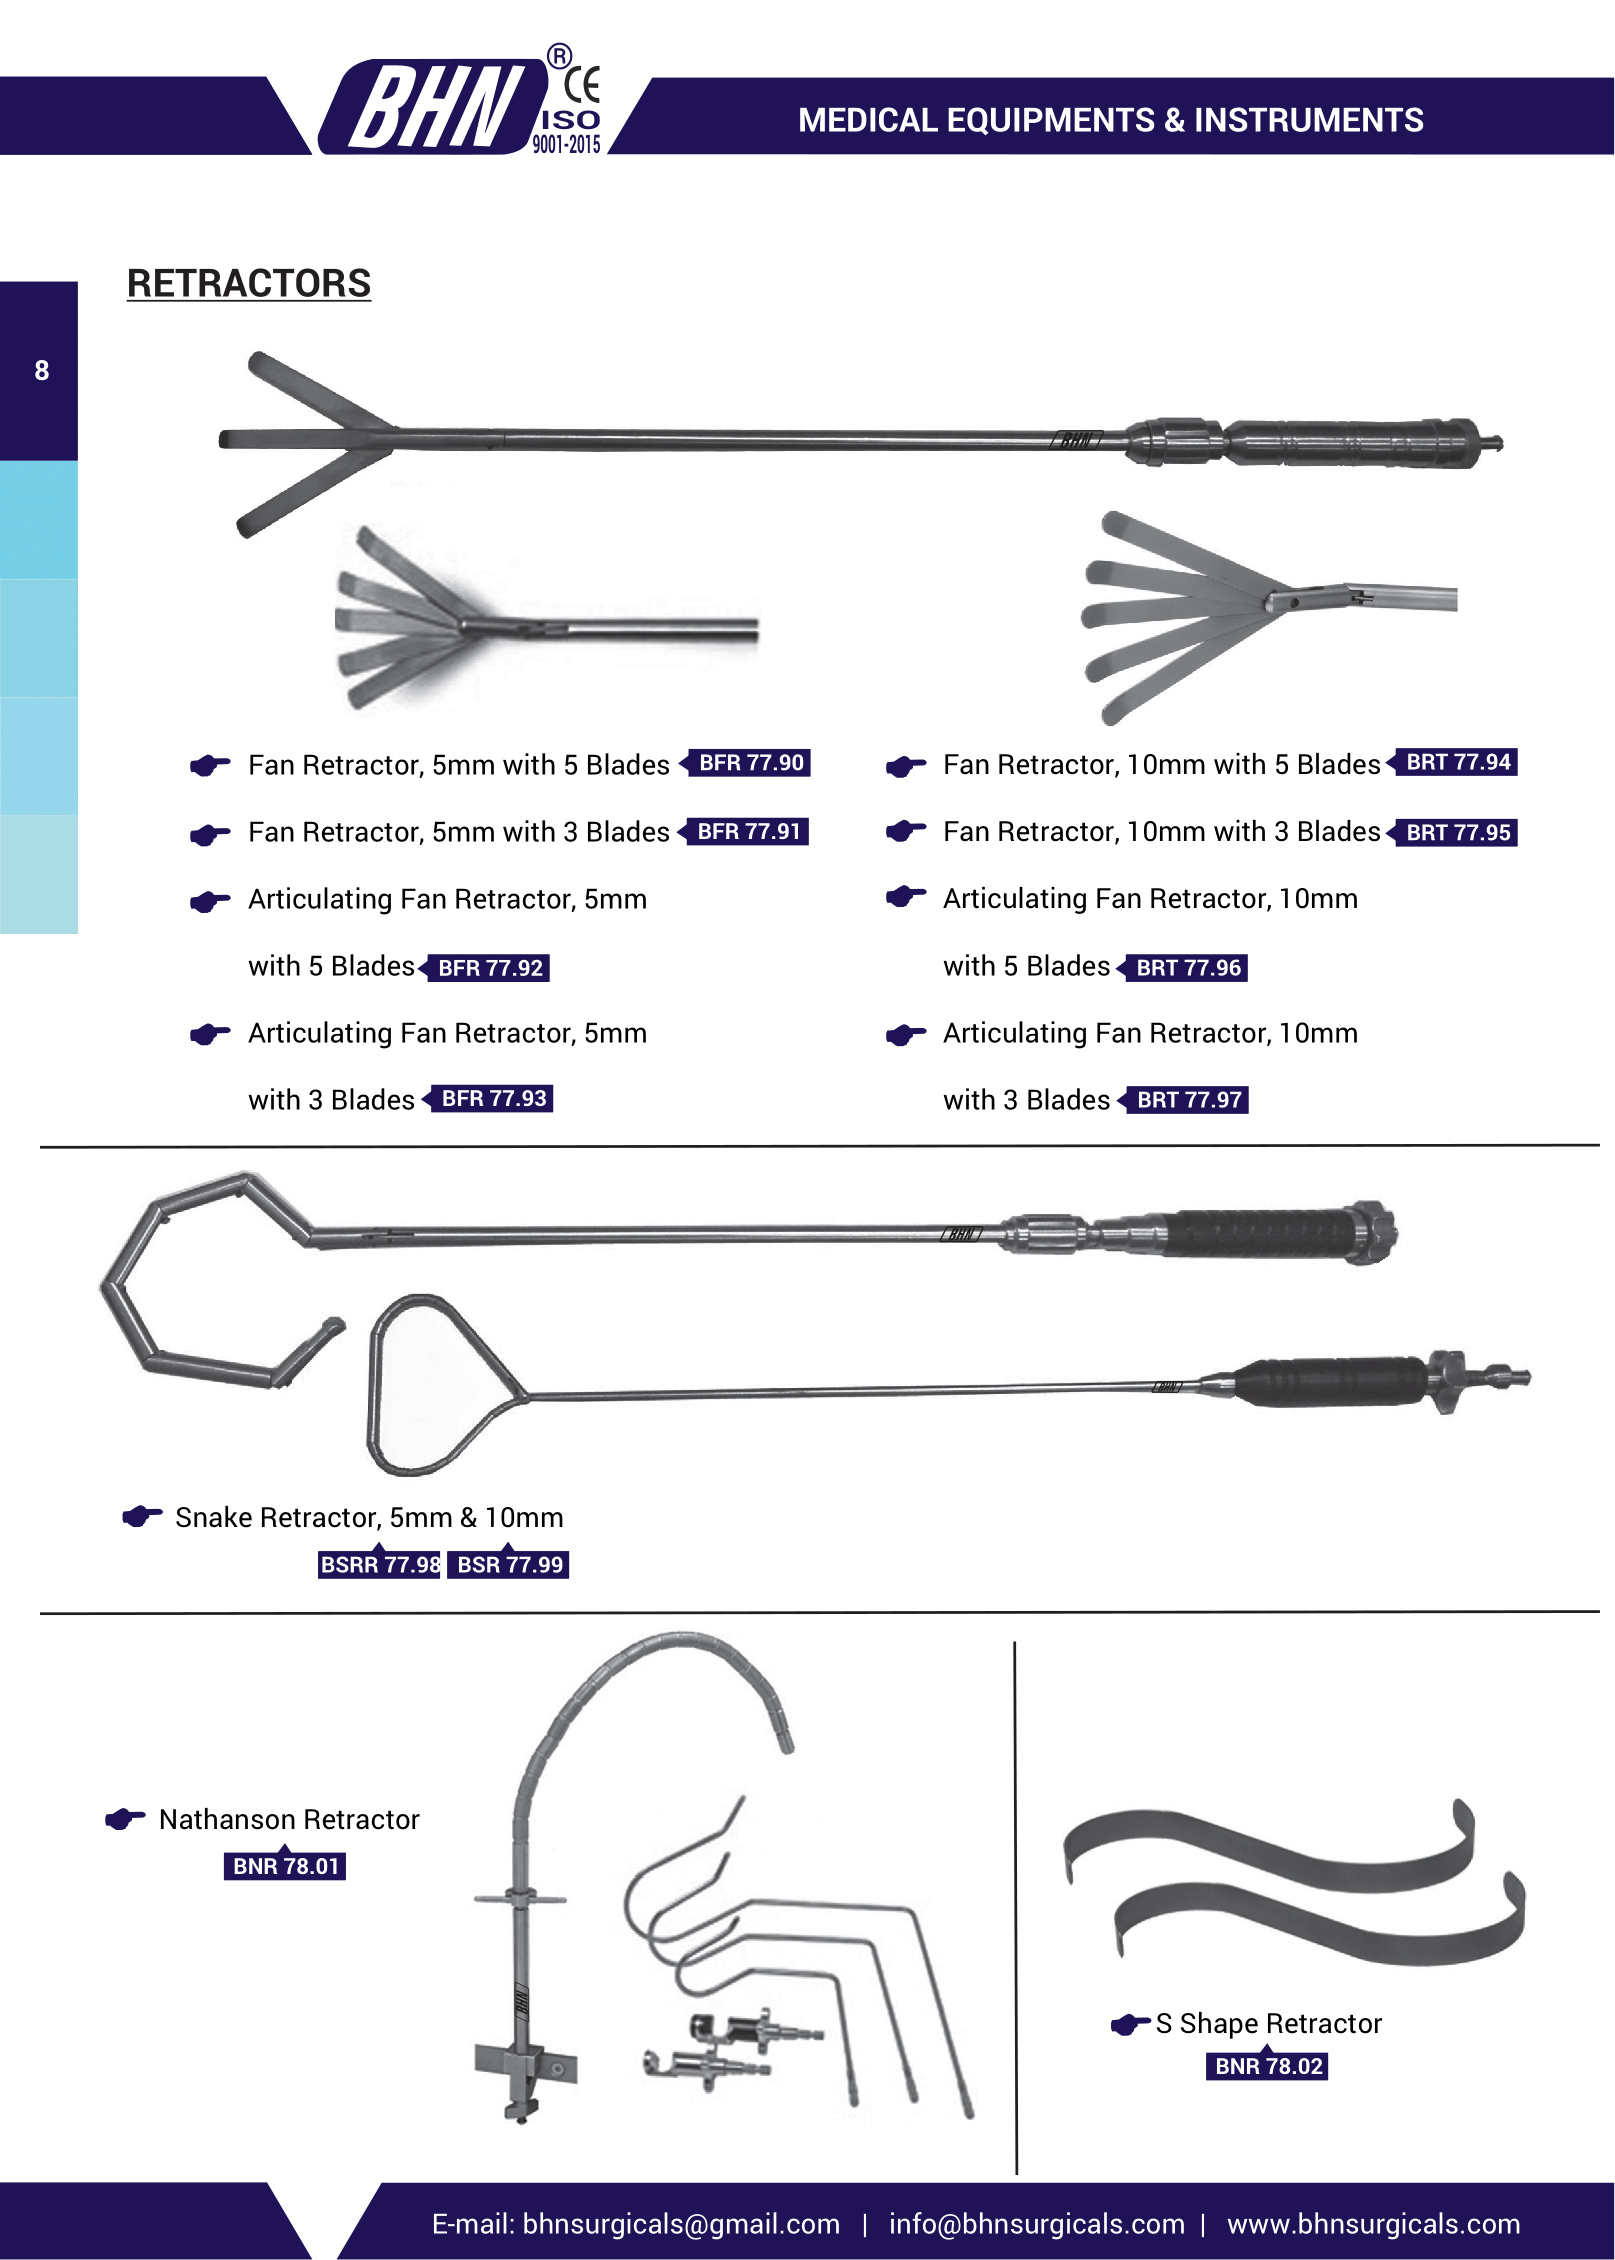 BHN
®
CE
ISO
9001-2015
MEDICAL EQUIPMENTS & INSTRUMENTS
RETRACTORS
8
BHN
Fan Retractor, 5mm with 5 Blades BFR 77.90
Fan Retractor, 5mm with 3 Blades BFR 77.91
Articulating Fan Retractor, 5mm
with 5 Blades BFR 77.92
Articulating Fan Retractor, 5mm
with 3 Blades BFR 77.93
Fan Retractor, 10mm with 5 Blades BRT 77.94
Fan Retractor, 10mm with 3 Blades BRT 77.95
Articulating Fan Retractor, 10mm
with 5 Blades BRT 77.96
Articulating Fan Retractor, 10mm
with 3 Blades BRT 77.97
BHN
BHN
Snake Retractor, 5mm & 10mm
BSRR 77.98 BSR 77.99
Nathanson Retractor
BNR 78.01
BHN
S Shape Retractor
BNR 78.02
E-mail: bhnsurgicals@gmail.com | info@bhnsurgicals.com | www.bhnsurgicals.com